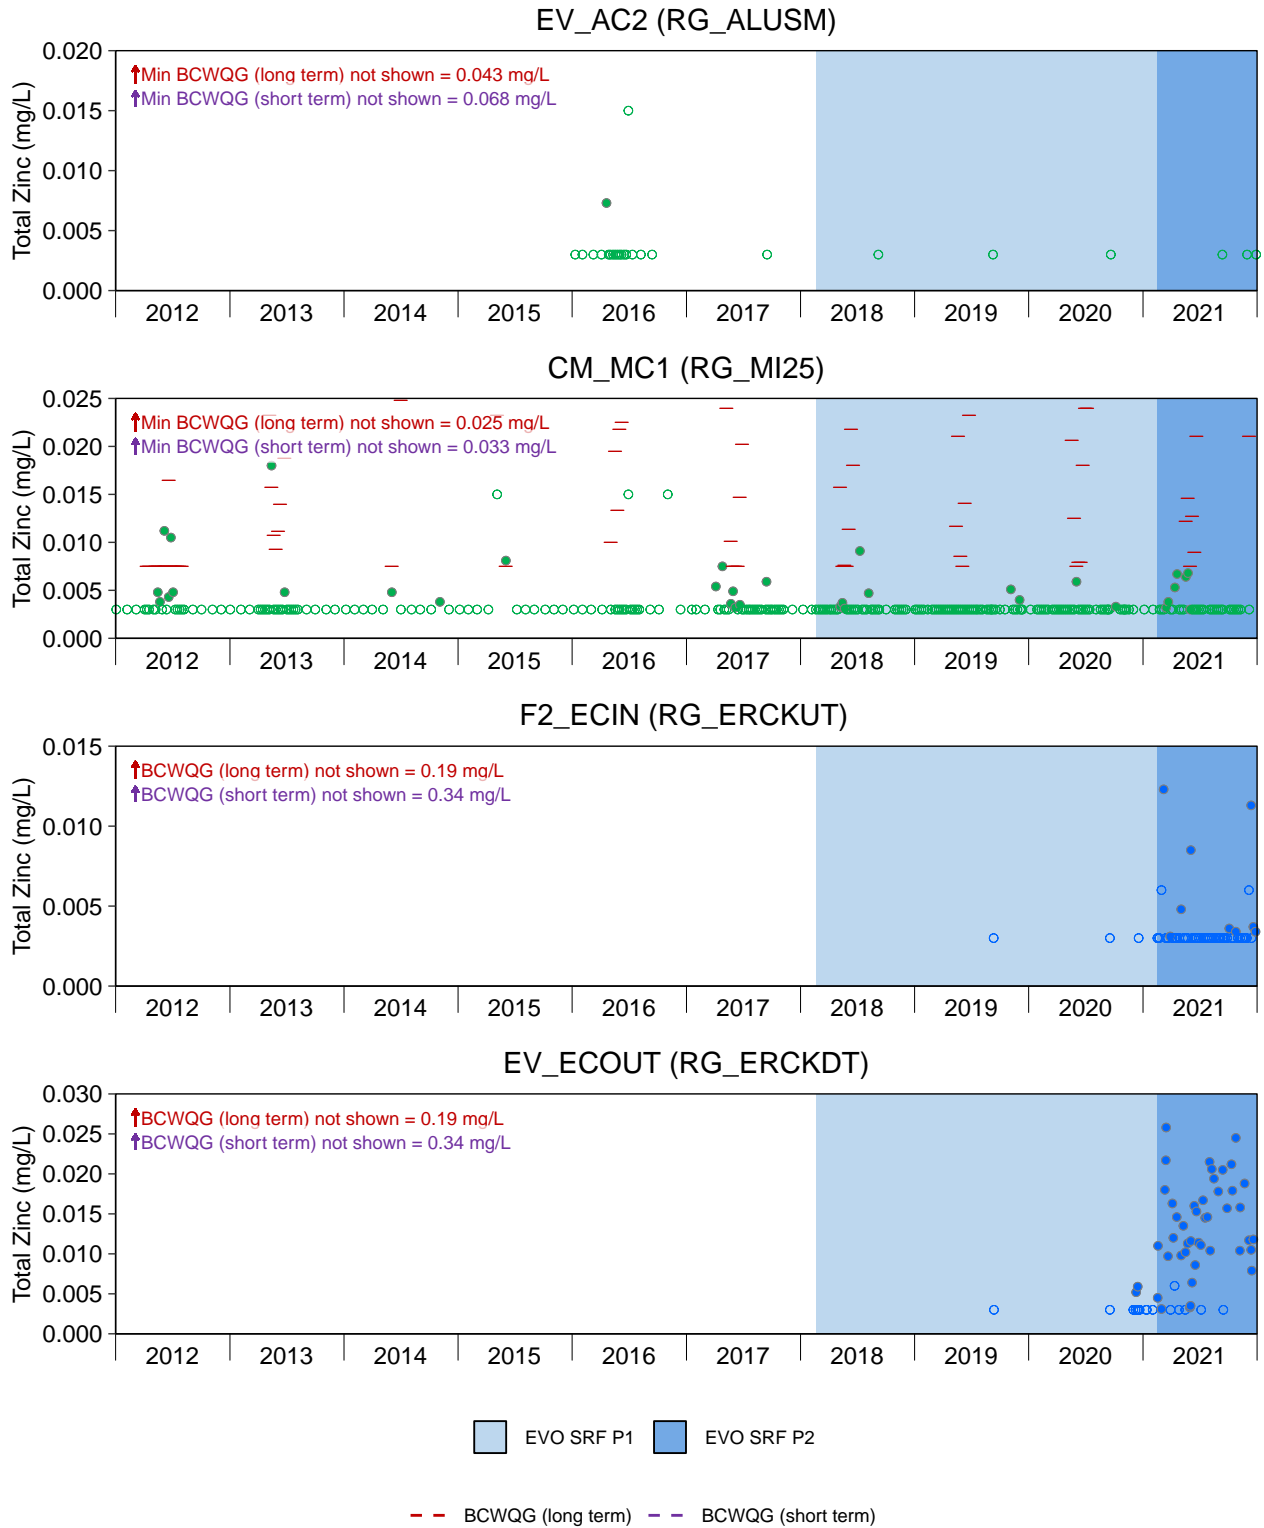 EV_AC2 (RG_ALUSM)
Total Zinc (mg/L)
0.020
0.015
0.010
0.005
0.000
Min BCWQG (long term) not shown = 0.043 mg/L
Min BCWQG (short term) not shown = 0.068 mg/L
2012 2013 2014 2015 2016 2017 2018 2019 2020 2021
CM_MC1 (RG_MI25)
Total Zinc (mg/L)
0.025
0.020
0.015
0.010
0.005
0.000
Min BCWQG (long term) not shown = 0.025 mg/L
Min BCWQG (short term) not shown = 0.033 mg/L
2012 2013 2014 2015 2016 2017 2018 2019 2020 2021
F2_ECIN (RG_ERCKUT)
Total Zinc (mg/L)
0.015
0.010
0.005
0.000
BCWQG (long term) not shown = 0.19 mg/L
BCWQG (short term) not shown = 0.34 mg/L
2012 2013 2014 2015 2016 2017 2018 2019 2020 2021
EV_ECOUT (RG_ERCKDT)
Total Zinc (mg/L)
0.030
0.025
0.020
0.015
0.010
0.005
0.000
BCWQG (long term) not shown = 0.19 mg/L
BCWQG (short term) not shown = 0.34 mg/L
2012 2013 2014 2015 2016 2017 2018 2019 2020 2021
EVO SRF P1 EVO SRF P2
BCWQG (long term) BCWQG (short term)